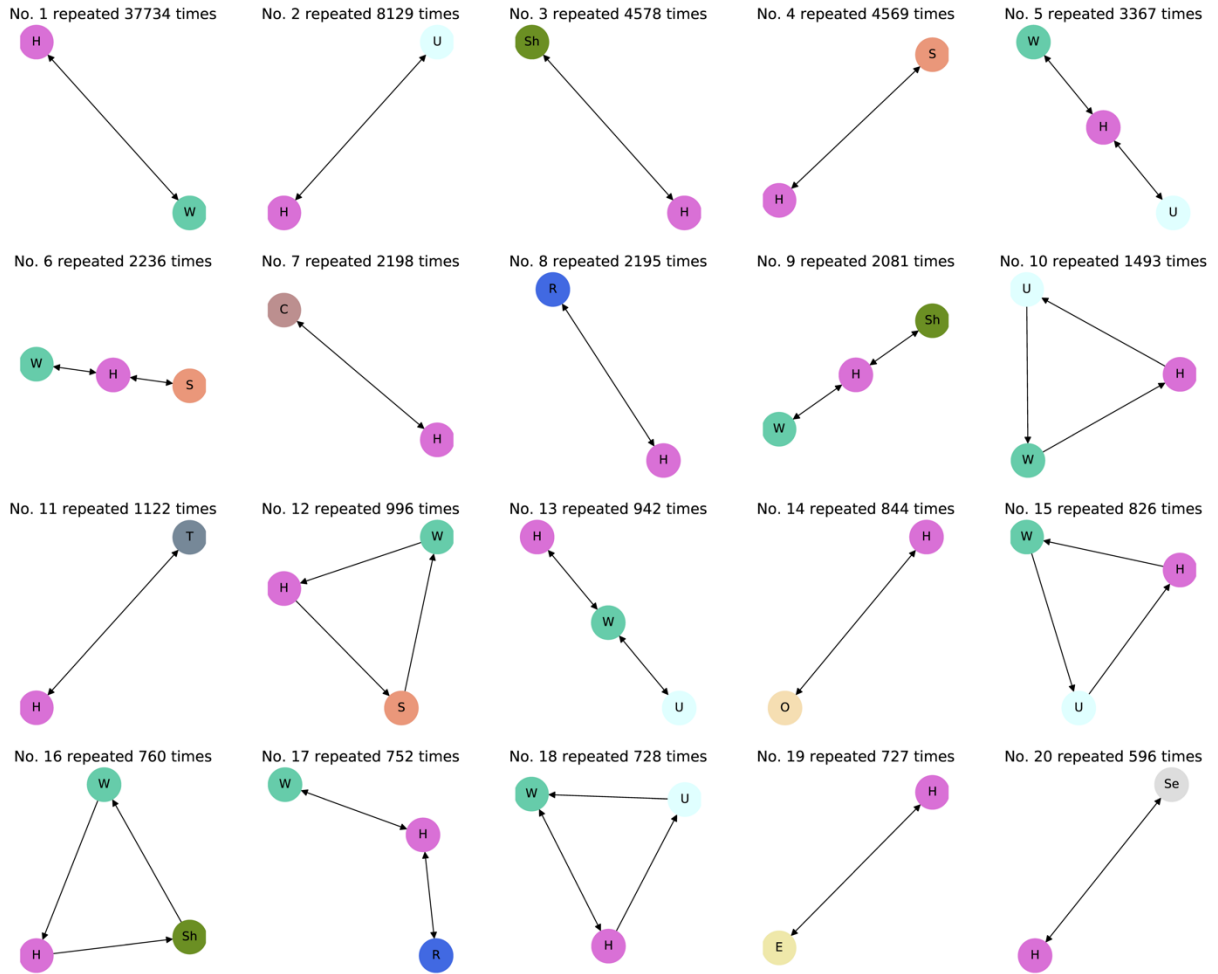 No. 1 repeated 37734 times
H
W
No. 2 repeated 8129 times
U
H
No. 3 repeated 4578 times
Sh
H
No. 4 repeated 4569 times
S
H
No. 5 repeated 3367 times
W
H
U
No. 6 repeated 2236 times
W
H
S
No. 7 repeated 2198 times
C
H
No. 8 repeated 2195 times
R
H
No. 9 repeated 2081 times
Sh
H
W
No. 10 repeated 1493 times
U
H
W
No. 11 repeated 1122 times
T
H
No. 12 repeated 996 times
W
H
S
No. 13 repeated 942 times
H
W
U
No. 14 repeated 844 times
H
O
No. 15 repeated 826 times
W
H
U
No. 16 repeated 760 times
W
Sh
H
No. 17 repeated 752 times
W
H
R
No. 18 repeated 728 times
W
U
H
No. 19 repeated 727 times
H
E
No. 20 repeated 596 times
Se
H